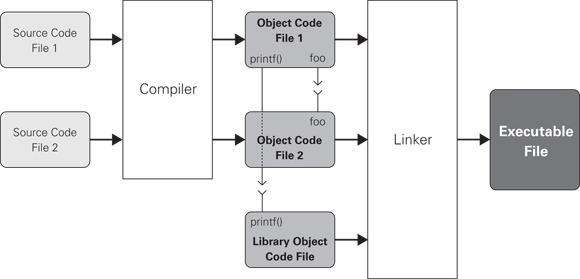 Source Code
File 1
Source Code
File 2
Compiler
Object Code
File 1
printf() foo
foo
Object Code
File 2
printf()
Library Object
Code File
Linker
Executable
File